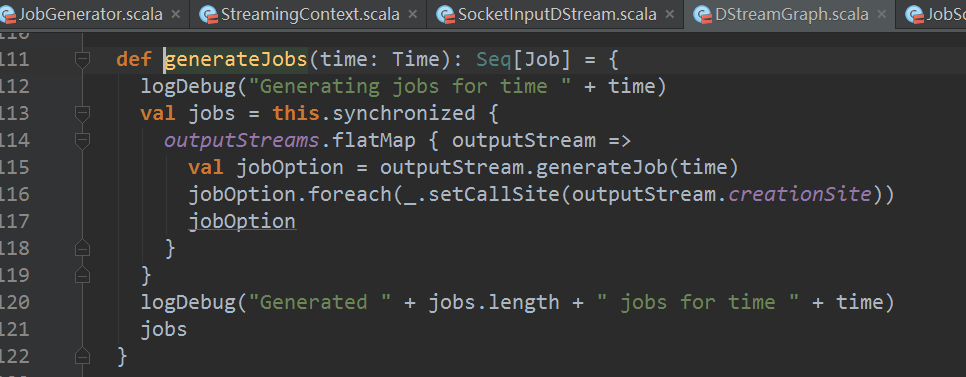 JobGenerator.scala × StreamingContext.scala × SocketInputDStream.scala × DStreamGraph.scala × JobSc
111 def generateJobs(time: Time): Seq[Job] = {
112 logDebug("Generating jobs for time " + time)
113 val jobs = this.synchronized {
114 outputStreams.flatMap { outputStream =>
115 val jobOption = outputStream.generateJob(time)
116 jobOption.foreach(_.setCallSite(outputStream.creationSite))
117 jobOption
118 }
119 }
120 logDebug("Generated " + jobs.length + " jobs for time " + time)
121 jobs
122 }